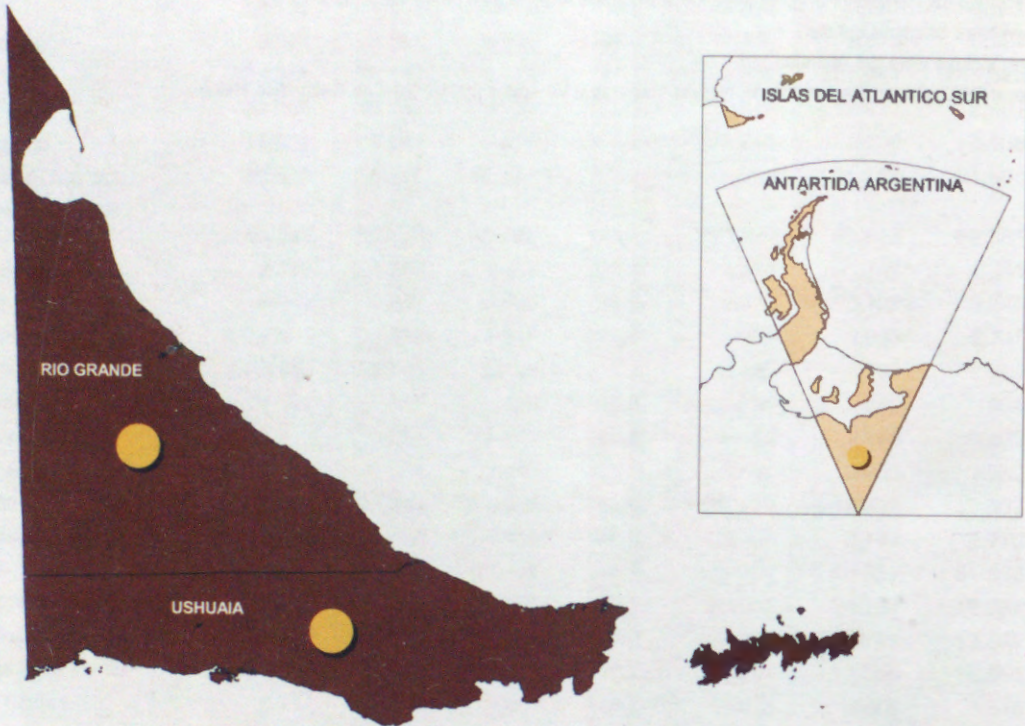 ISLAS DEL ATLANTICO SUR
ANTARTIDA ARGENTINA
RIO GRANDE
USHUAIA